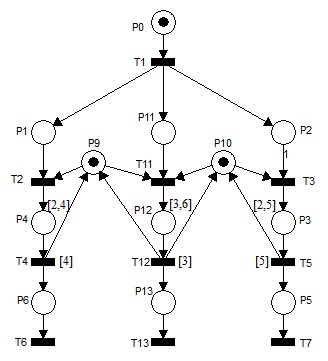 P0
T1
P1 P11 P2
P9 P10 1
T2 T11 T3
[2,4] [3,6] [2,5]
P4 P12 P3
T4 [4] T12 [3] [5] T5
P6 P13 P5
T6 T13 T7